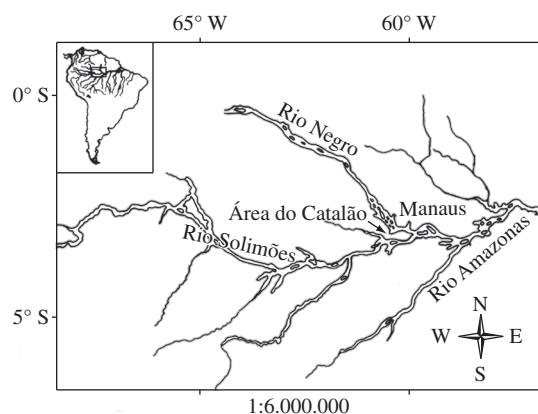 65° W 60° W
0° S
Rio Negro
Área do Catalão
Manaus
Rio Solimões
Rio Amazonas
5° S
N
W E
S
1:6.000.000